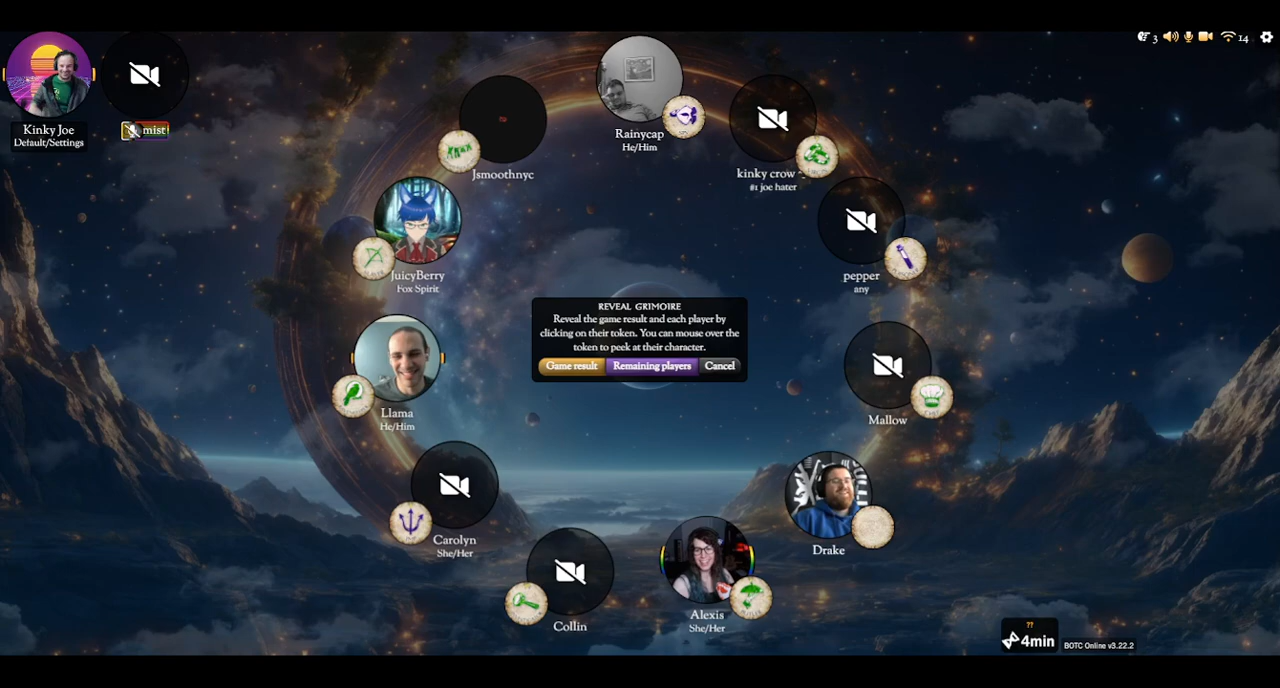 3
14
Kinky Joe
Default/Settings
mist
Rainycap
He/Him
kinky crow
#1 joe hater
Jsmoothnyc
JuicyBerry
Fox Spirit
pepper
any
REVEAL GRIMOIRE
Reveal the game result and each player by
clicking on their token. You can mouse over the
token to peek at their character.
Game result
Remaining players
Cancel
Llama
He/Him
Mallow
Carolyn
She/Her
Drake
Collin
Alexis
She/Her
??
4min
BOTC Online v3.22.2